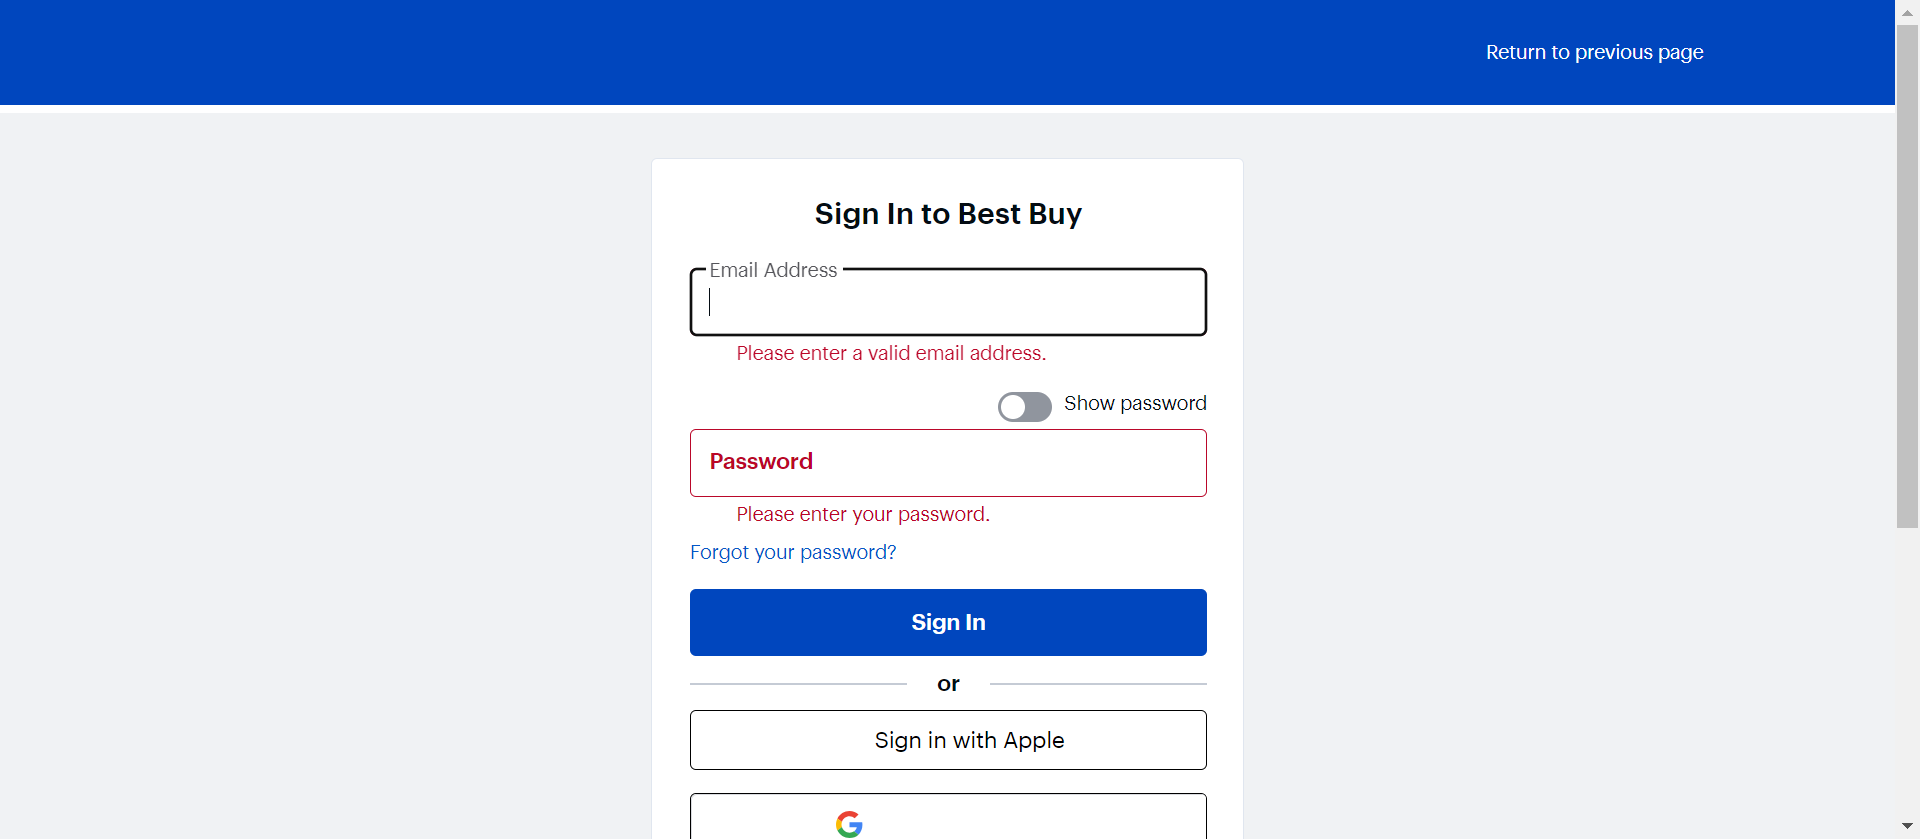 Return to previous page
Sign In to Best Buy
Email Address
Please enter a valid email address.
Show password
Password
Please enter your password.
Forgot your password?
Sign In
or
Sign in with Apple